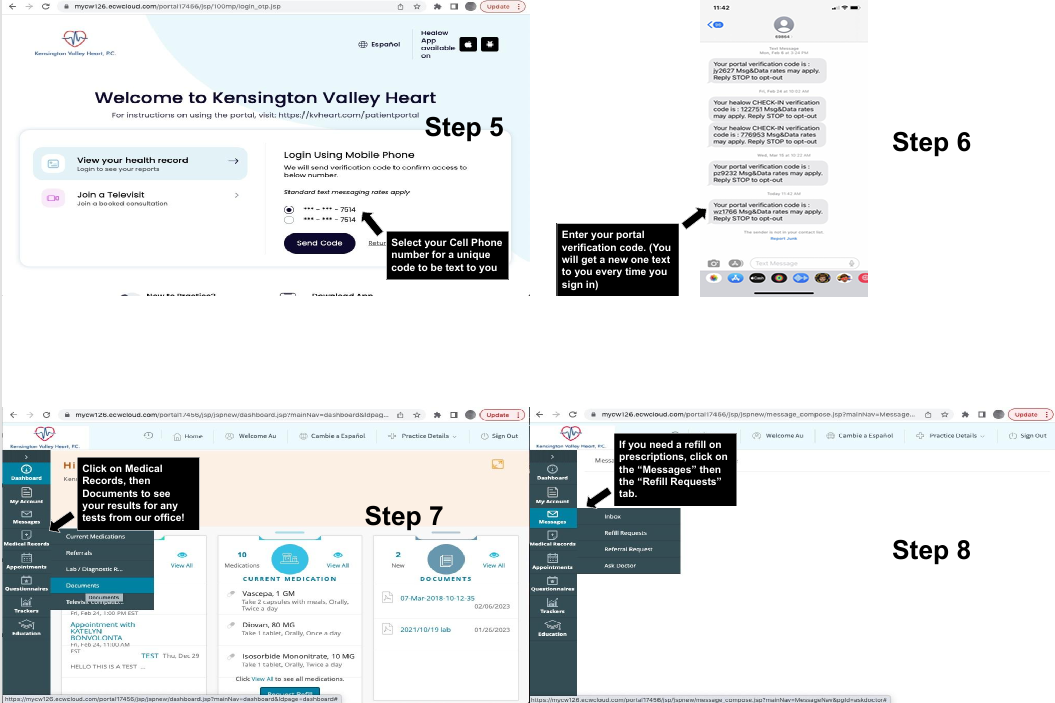 mycw126.ecwcloud.com/portal17466/jsp/100mp/login_otp.jsp
Update
Kensington Valley Heart, P.C.
Español
Healow
App
available
on
Welcome to Kensington Valley Heart
For instructions on using the portal, visit: https://kvheart.com/patientportal
Step 5
View your health record
Login to see your reports
Join a Televisit
Join a booked consultation
Login Using Mobile Phone
We will send verification code to confirm access to
below number.
Standard text messaging rates apply
*** - *** - 7514
*** - *** - 7514
Send Code
Retur
Select your Cell Phone
number for a unique
code to be text to you
New to Practice?
Download App
11:42
Text Message
Mon, Feb 6 at 3:24 PM
Your portal verification code is :
jy2627 Msg&Data rates may apply.
Reply STOP to opt-out
Your healow CHECK-IN verification
code is : 122751 Msg&Data rates
may apply. Reply STOP to opt-out
Your healow CHECK-IN verification
code is : 776953 Msg&Data rates
may apply. Reply STOP to opt-out
Your portal verification code is :
pz9232 Msg&Data rates may apply.
Reply STOP to opt-out
Today 11:42 AM
Your portal verification code is :
wz1766 Msg&Data rates may apply.
Reply STOP to opt-out
The sender is not in your contact list.
Report Junk
Text Message
Enter your portal
verification code. (You
will get a new one text
to you every time you
sign in)
Step 6
mycw126.ecwcloud.com/portal17466/jsp/jspnew/dashboard.jsp?mainNav=dashboard&ldpag...
Update
Kensington Valley Heart, P.C.
Home
Welcome Au
Cambie a Español
Practice Details
Sign Out
Dashboard
My Account
Messages
Medical Records
Appointments
Questionnaires
Trackers
Education
Hi
Ken
Click on Medical
Records, then
Documents to see
your results for any
tests from our office!
Step 7
Current Medications
Referrals
Lab / Diagnostic R...
Documents
Documents
View All
Fri, Feb 24, 1:00 PM EST
Appointment with
KATELYN
BONVOLONTA
Fri, Feb 24, 11:00 AM
EST
TEST Thu, Dec 29
HELLO THIS IS A TEST ...
10
Medications
View All
CURRENT MEDICATION
Vascepa, 1 GM
Take 2 capsules with meals, Orally,
Twice a day
Diovan, 80 MG
Take 1 tablet, Orally, Once a day
Isosorbide Mononitrate, 10 MG
Take 1 tablet, Orally, Twice a day
Click View All to see all medications.
Request Refill
2
New
View All
DOCUMENTS
07-Mar-2018-10-12-35
02/06/2023
2021/10/19 lab
01/26/2023
https://mycw126.ecwcloud.com/portal17466/jsp/jspnew/dashboard.jsp?mainNav=dashboard&ldpage=dashboard#
mycw126.ecwcloud.com/portal17466/jsp/jspnew/message_compose.jsp?mainNav=Message...
Update
Kensington Valley Heart, P.C.
Welcome Au
Cambie a Español
Practice Details
Sign Out
Dashboard
My Account
Messages
Medical Records
Appointments
Questionnaires
Trackers
Education
Messa
If you need a refill on
prescriptions, click on
the “Messages” then
the “Refill Requests”
tab.
Inbox
Refill Requests
Referral Request
Ask Doctor
Step 8
https://mycw126.ecwcloud.com/portal17466/jsp/jspnew/message_compose.jsp?mainNav=MessageNav&pgId=askdoctor#